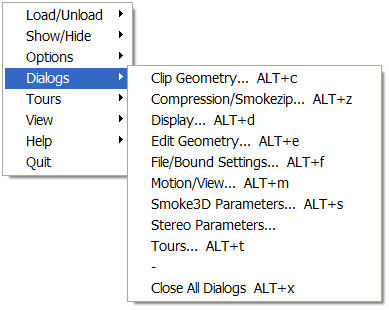 Load/Unload
Show/Hide
Options
Dialogs
Tours
View
Help
Quit
Clip Geometry... ALT+c
Compression/Smokezip... ALT+z
Display... ALT+d
Edit Geometry... ALT+e
File/Bound Settings... ALT+f
Motion/View... ALT+m
Smoke3D Parameters... ALT+s
Stereo Parameters...
Tours... ALT+t
-
Close All Dialogs ALT+x